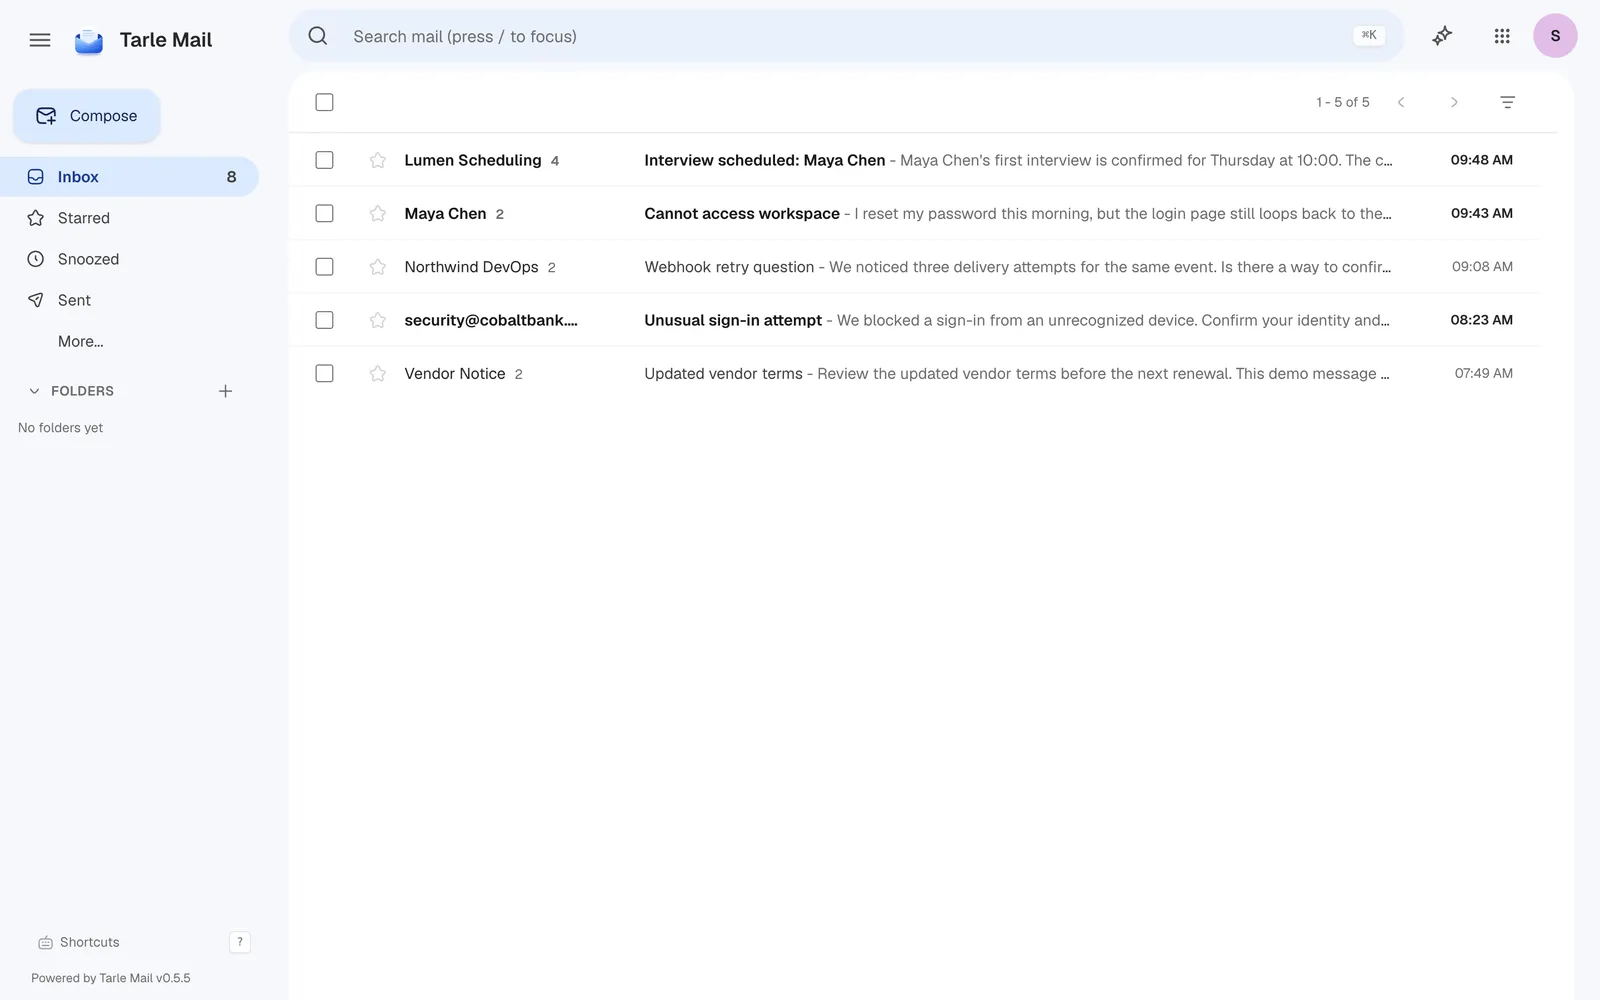 Tarle Mail
Search mail (press / to focus)
⌘K
S
Compose
Inbox 8
Starred
Snoozed
Sent
More...
FOLDERS
No folders yet
1 - 5 of 5
Lumen Scheduling 4 Interview scheduled: Maya Chen - Maya Chen's first interview is confirmed for Thursday at 10:00. The c... 09:48 AM
Maya Chen 2 Cannot access workspace - I reset my password this morning, but the login page still loops back to the... 09:43 AM
Northwind DevOps 2 Webhook retry question - We noticed three delivery attempts for the same event. Is there a way to confir... 09:08 AM
security@cobaltbank.... Unusual sign-in attempt - We blocked a sign-in from an unrecognized device. Confirm your identity and... 08:23 AM
Vendor Notice 2 Updated vendor terms - Review the updated vendor terms before the next renewal. This demo message ... 07:49 AM
Shortcuts ?
Powered by Tarle Mail v0.5.5